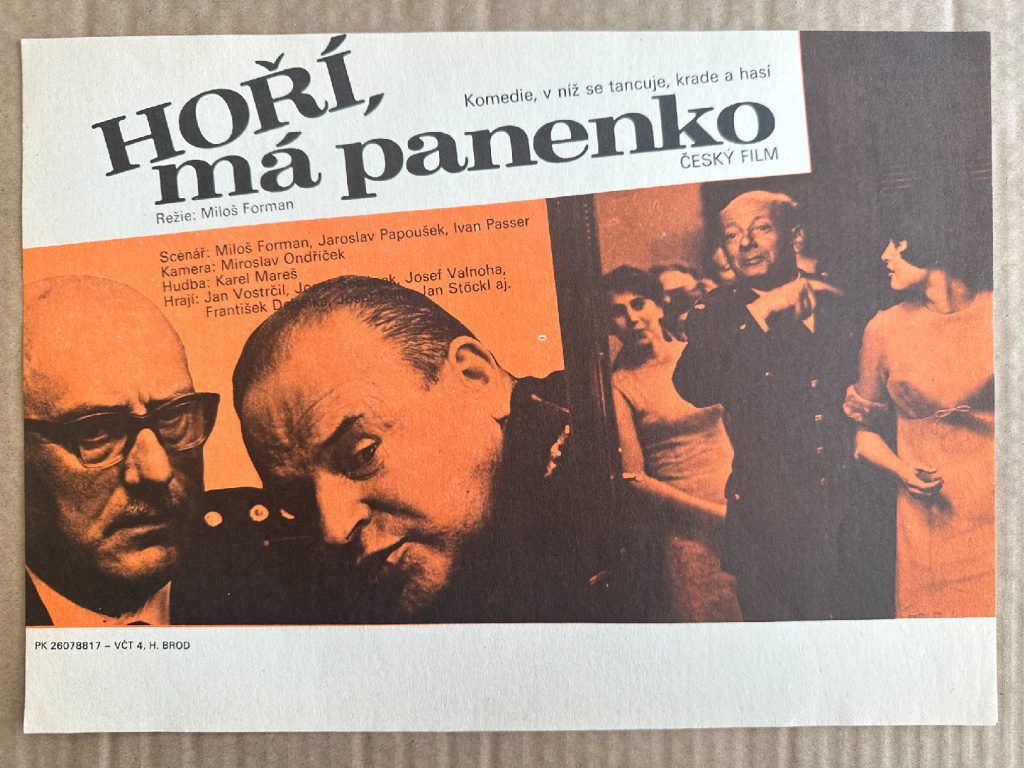 HOŘÍ,
má panenko
Komedie, v níž se tancuje, krade a hasí
ČESKÝ FILM
Režie: Miloš Forman
Scénář: Miloš Forman, Jaroslav Papoušek, Ivan Passer
Kamera: Miroslav Ondříček
Hudba: Karel Mareš
Hrají: Jan Vostrčil, Josef Valnoha,
František Jan Stöckl aj.
PK 26078817 – VČT 4, H. BROD